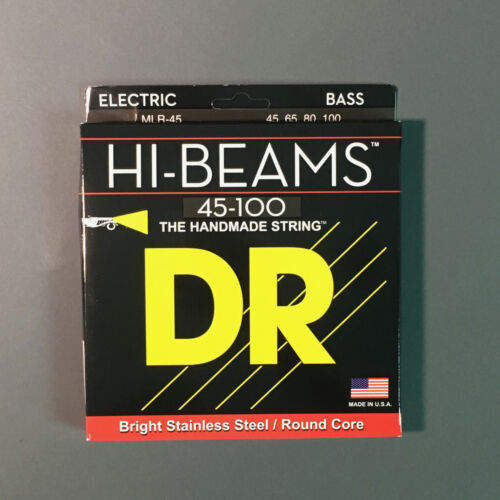 ELECTRIC BASS
MLR-45 45 65 80 100
HI-BEAMS™
45-100
THE HANDMADE STRING™
DR
MADE IN U.S.A.
Bright Stainless Steel / Round Core